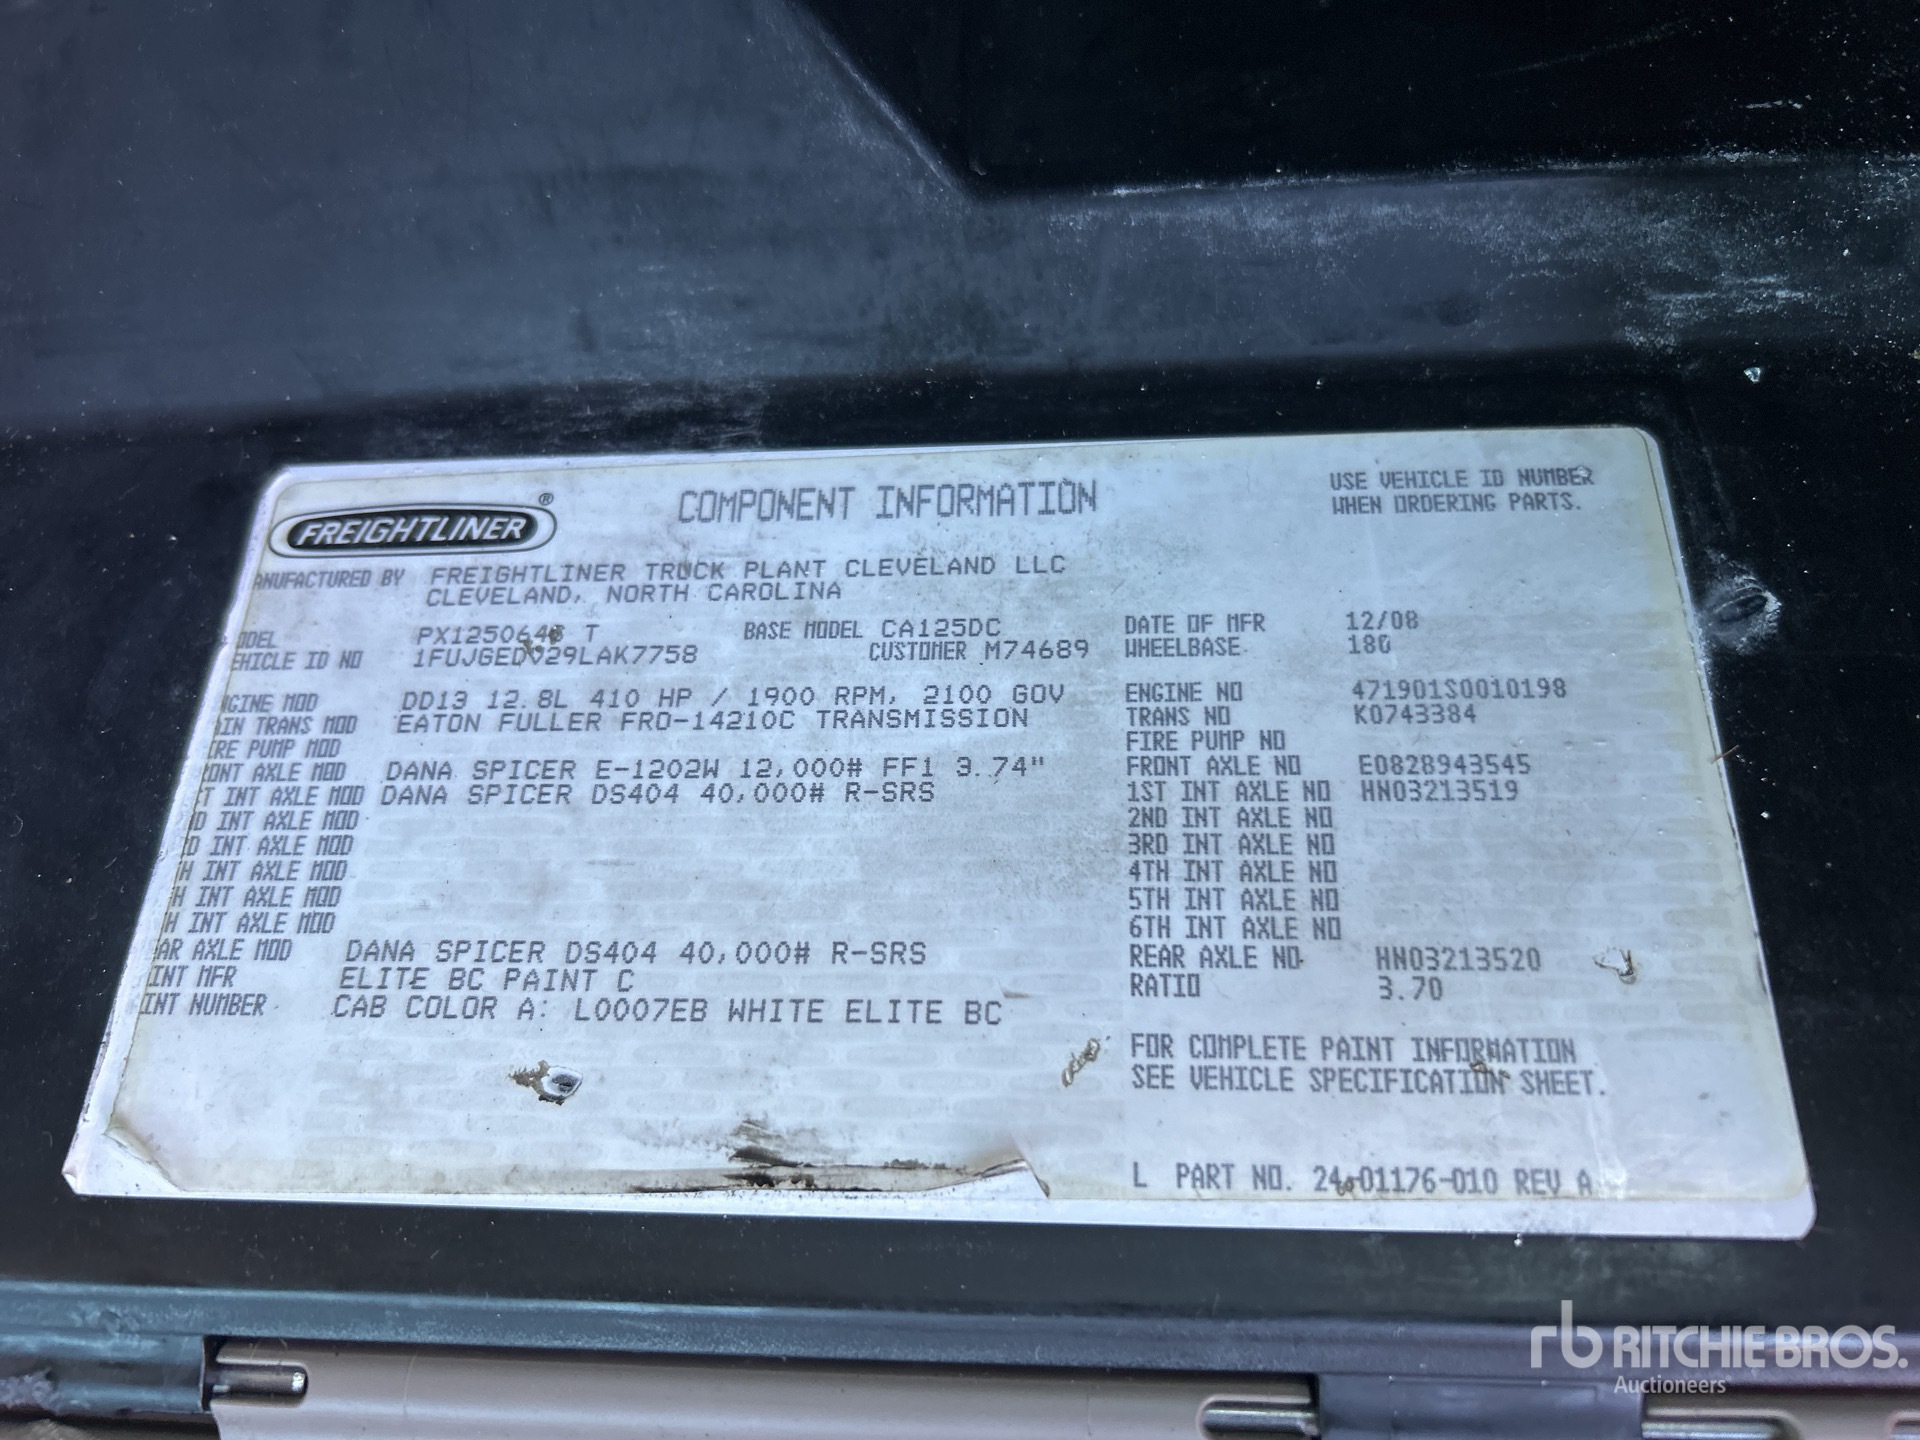 FREIGHTLINER ®
COMPONENT INFORMATION
USE VEHICLE ID NUMBER
WHEN ORDERING PARTS.
ANUFACTURED BY FREIGHTLINER TRUCK PLANT CLEVELAND LLC
CLEVELAND, NORTH CAROLINA
ODEL PX125064S T BASE MODEL CA125DC DATE OF MFR 12/08
EHICLE ID NO 1FUJGEDV29LAK7758 CUSTOMER M74689 WHEELBASE 180
GINE MOD DD13 12.8L 410 HP / 1900 RPM, 2100 GOV ENGINE NO 471901S0010198
IN TRANS MOD EATON FULLER FRO-14210C TRANSMISSION TRANS NO K0743384
RE PUMP MOD FIRE PUMP NO
ONT AXLE MOD DANA SPICER E-1202W 12,000# FF1 3.74" FRONT AXLE NO E0828943545
T INT AXLE MOD DANA SPICER DS404 40,000# R-SRS 1ST INT AXLE NO HN03213519
D INT AXLE MOD 2ND INT AXLE NO
D INT AXLE MOD 3RD INT AXLE NO
H INT AXLE MOD 4TH INT AXLE NO
H INT AXLE MOD 5TH INT AXLE NO
H INT AXLE MOD 6TH INT AXLE NO
AR AXLE MOD DANA SPICER DS404 40,000# R-SRS REAR AXLE NO HN03213520
INT MFR ELITE BC PAINT C RATIO 3.70
INT NUMBER CAB COLOR A: L0007EB WHITE ELITE BC
FOR COMPLETE PAINT INFORMATION
SEE VEHICLE SPECIFICATION SHEET.
L PART NO. 24-01176-010 REV A
rb RITCHIE BROS.
Auctioneers